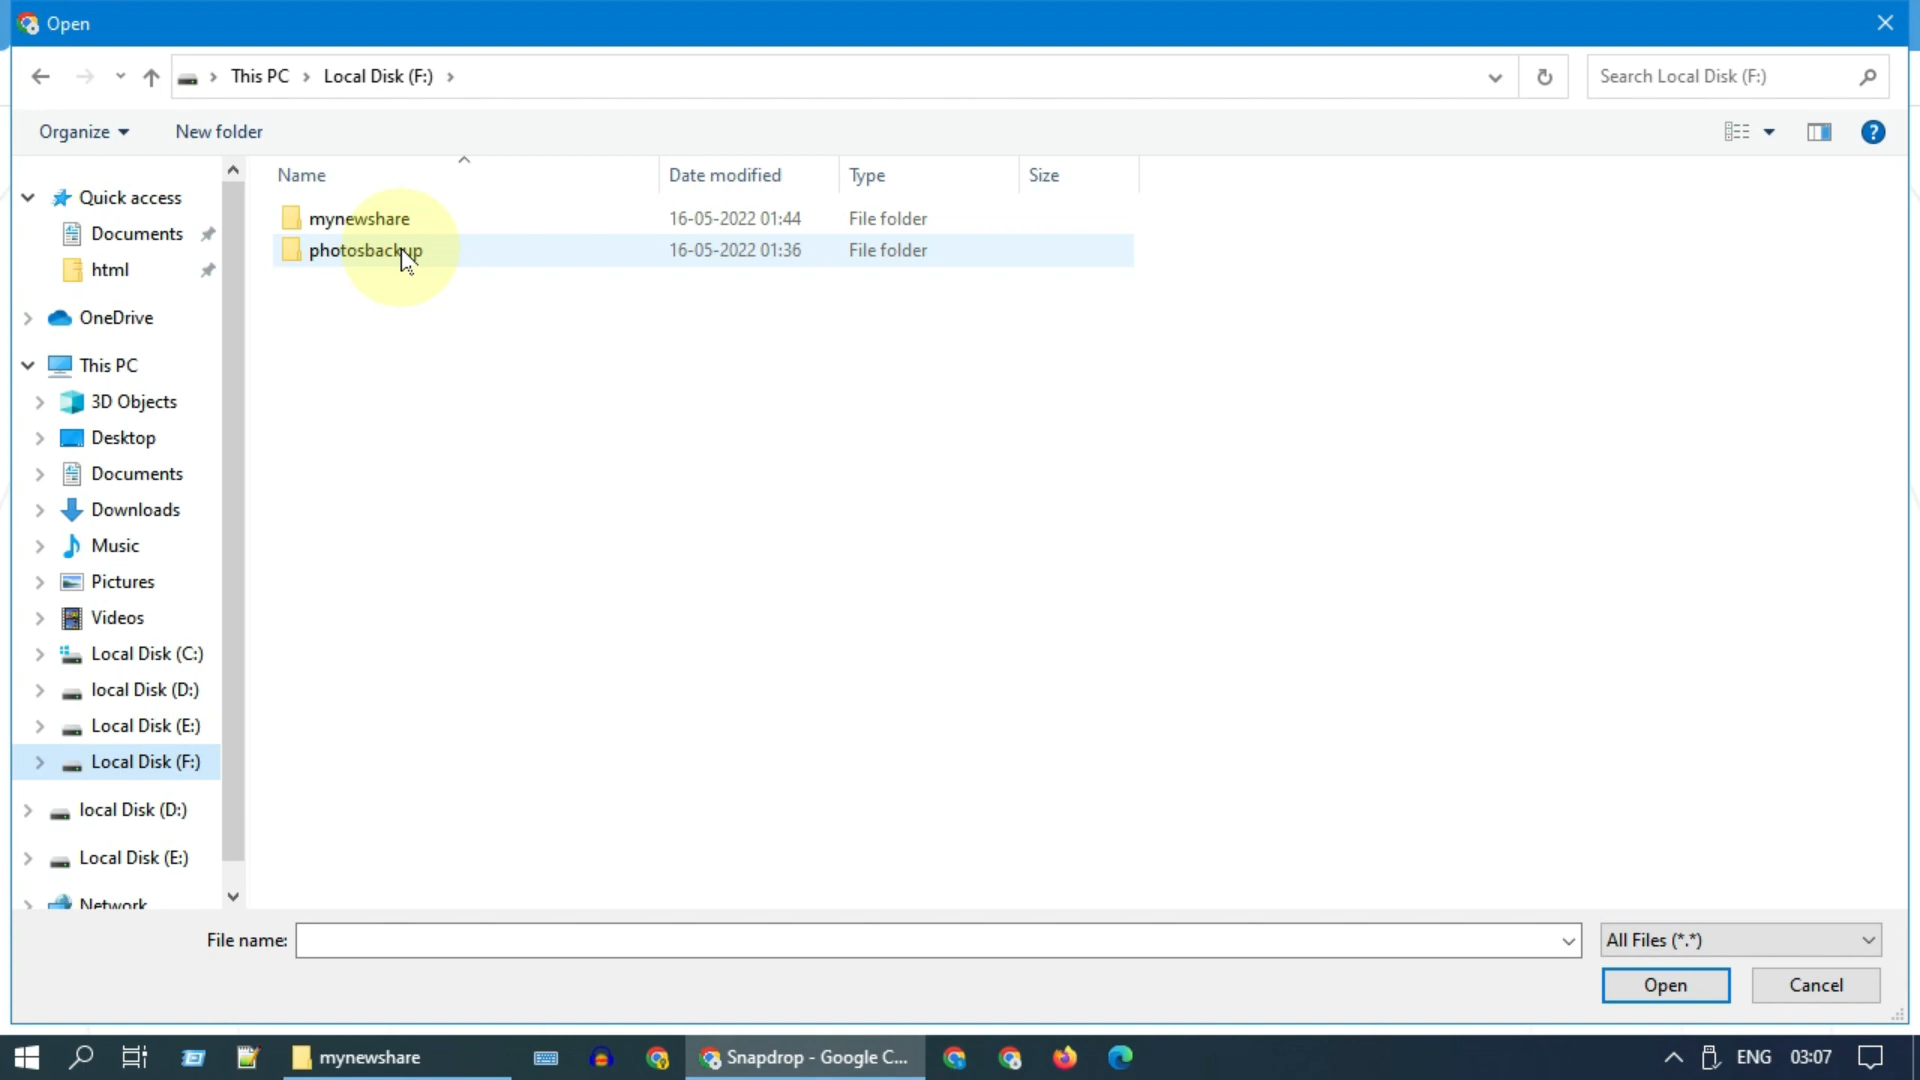 Open
This PC
Local Disk (F:)
Search Local Disk (F:)
Organize
New folder
Name
Date modified
Type
Size
mynewshare
16-05-2022 01:44
File folder
photosbackup
16-05-2022 01:36
File folder
Quick access
Documents
html
OneDrive
This PC
3D Objects
Desktop
Documents
Downloads
Music
Pictures
Videos
Local Disk (C:)
local Disk (D:)
Local Disk (E:)
Local Disk (F:)
local Disk (D:)
Local Disk (E:)
Network
File name:
All Files (*.*)
Open
Cancel
mynewshare
Snapdrop - Google C...
ENG
03:07